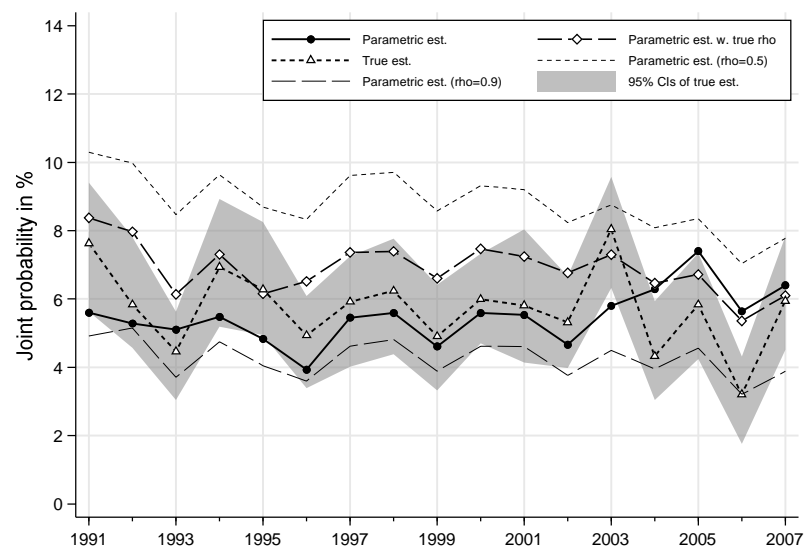 14
12
10
8
6
4
2
0
Joint probability in %
Parametric est.
True est.
Parametric est. (rho=0.9)
Parametric est. w. true rho
Parametric est. (rho=0.5)
95% CIs of true est.
1991 1993 1995 1997 1999 2001 2003 2005 2007